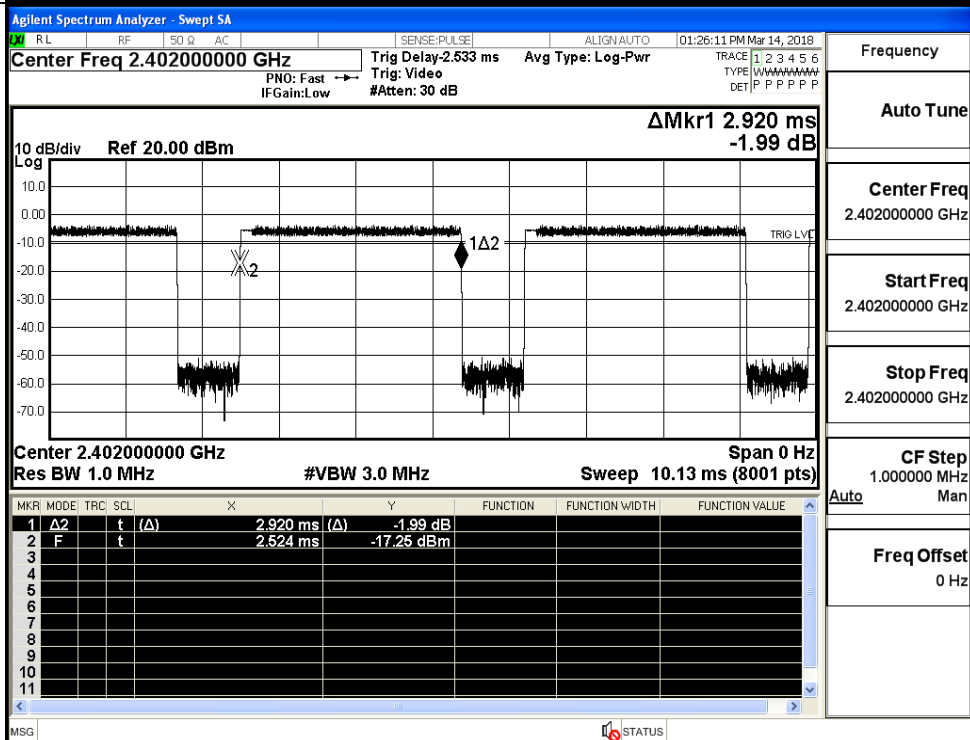 Agilent Spectrum Analyzer - Swept SA
LXI RL RF 50 Ω AC SENSE:PULSE ALIGN AUTO 01:26:11 PM Mar 14, 2018
Center Freq 2.402000000 GHz
PNO: Fast
IFGain:Low
Trig Delay-2.533 ms
Trig: Video
#Atten: 30 dB
Avg Type: Log-Pwr
TRACE 1 2 3 4 5 6
TYPE WWWWWW
DET P P P P P P
ΔMkr1 2.920 ms
-1.99 dB
10 dB/div Ref 20.00 dBm
Log
10.0
0.00
-10.0
-20.0
-30.0
-40.0
-50.0
-60.0
-70.0
TRIG LVL
1Δ2
2
Center 2.402000000 GHz Span 0 Hz
Res BW 1.0 MHz #VBW 3.0 MHz Sweep 10.13 ms (8001 pts)
MKR MODE TRC SCL X Y FUNCTION FUNCTION WIDTH FUNCTION VALUE
1 Δ2 t (Δ) 2.920 ms (Δ) -1.99 dB
2 F t 2.524 ms -17.25 dBm
3
4
5
6
7
8
9
10
11
MSG STATUS
Frequency
Auto Tune
Center Freq
2.402000000 GHz
Start Freq
2.402000000 GHz
Stop Freq
2.402000000 GHz
CF Step
1.000000 MHz
Auto Man
Freq Offset
0 Hz